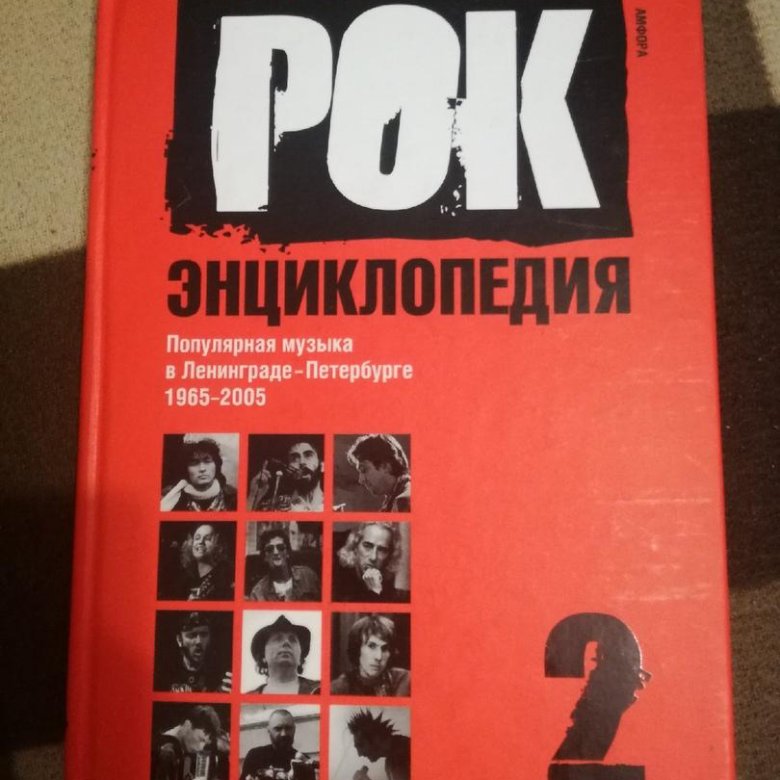 РОК
АМФОРА
ЭНЦИКЛОПЕДИЯ
Популярная музыка
в Ленинграде-Петербурге
1965-2005
2